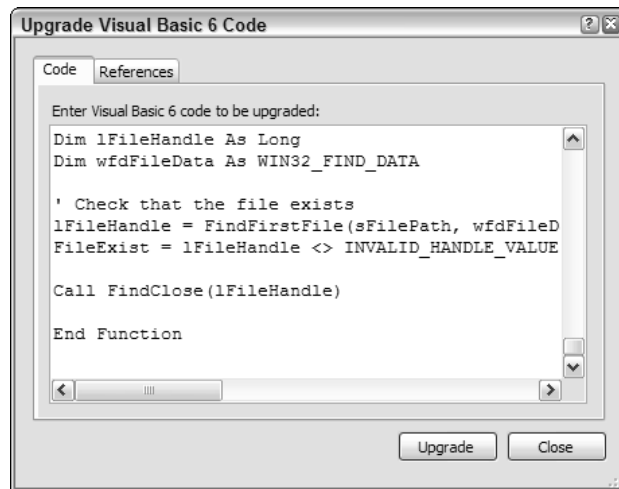 Upgrade Visual Basic 6 Code
Code References
Enter Visual Basic 6 code to be upgraded:
Dim lFileHandle As Long
Dim wfdFileData As WIN32_FIND_DATA
' Check that the file exists
lFileHandle = FindFirstFile(sFilePath, wfdFileD
FileExist = lFileHandle <> INVALID_HANDLE_VALUE
Call FindClose(lFileHandle)
End Function
Upgrade Close